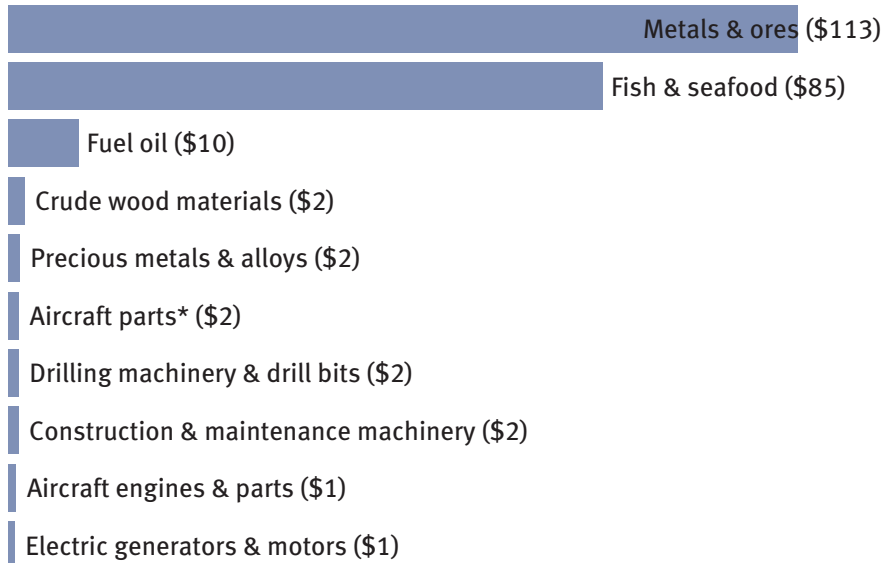 Metals & ores ($113)
Fish & seafood ($85)
Fuel oil ($10)
Crude wood materials ($2)
Precious metals & alloys ($2)
Aircraft parts* ($2)
Drilling machinery & drill bits ($2)
Construction & maintenance machinery ($2)
Aircraft engines & parts ($1)
Electric generators & motors ($1)